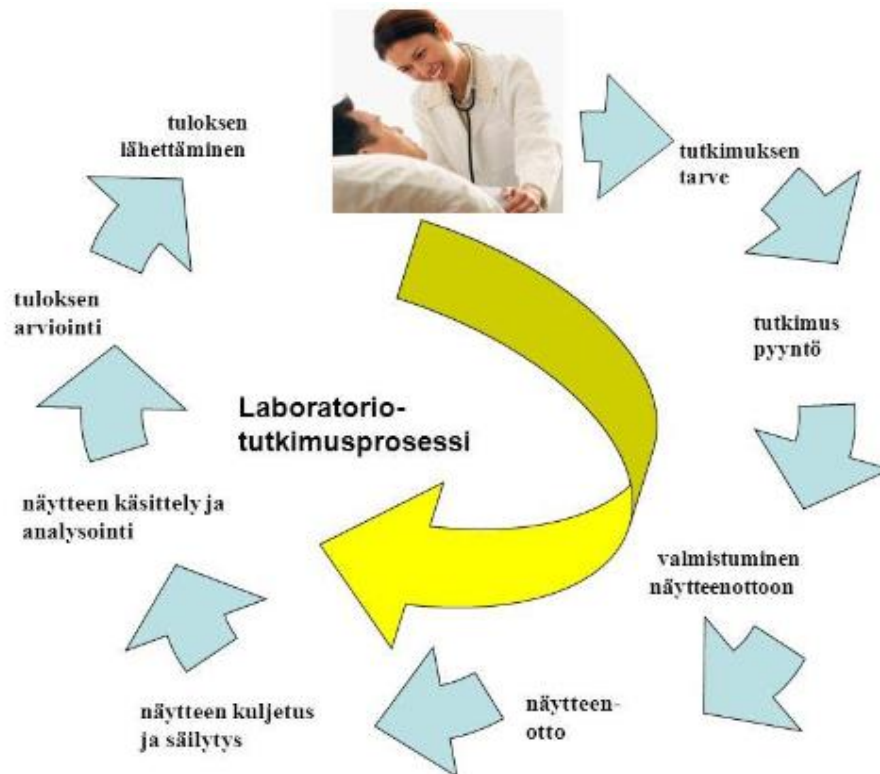 tutkimuksen
tarve
tutkimus
pyyntö
valmistuminen
näytteenottoon
näytteen-
otto
näytteen kuljetus
ja säilytys
näytteen käsittely ja
analysointi
tuloksen
arviointi
tuloksen
lähettäminen
Laboratorio-
tutkimusprosessi